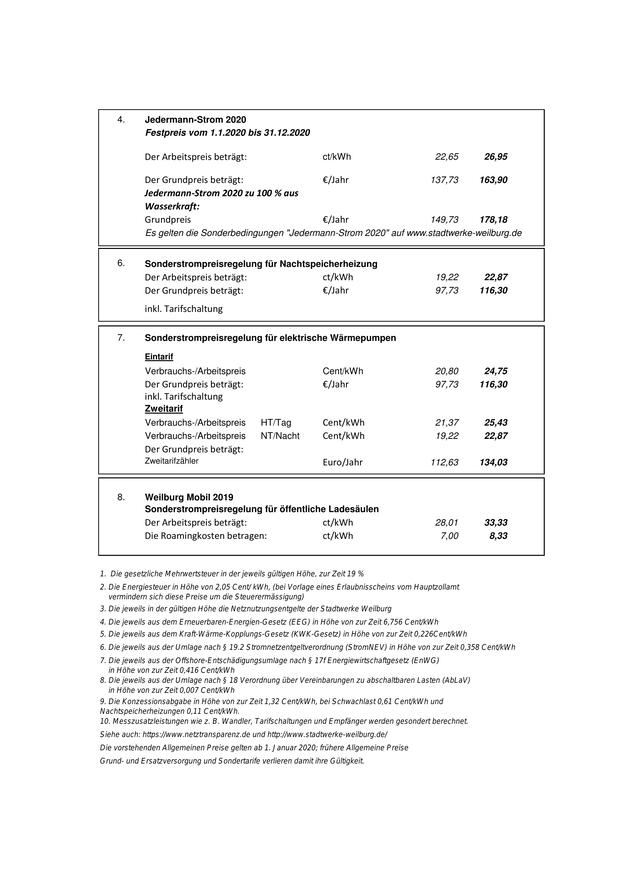 4. Jedermann-Strom 2020
Festpreis vom 1.1.2020 bis 31.12.2020
Der Arbeitspreis beträgt: ct/kWh 22,65 26,95
Der Grundpreis beträgt: €/Jahr 137,73 163,90
Jedermann-Strom 2020 zu 100 % aus
Wasserkraft:
Grundpreis €/Jahr 149,73 178,18
Es gelten die Sonderbedingungen "Jedermann-Strom 2020" auf www.stadtwerke-weilburg.de
6. Sonderstrompreisregelung für Nachtspeicherheizung
Der Arbeitspreis beträgt: ct/kWh 19,22 22,87
Der Grundpreis beträgt: €/Jahr 97,73 116,30
inkl. Tarifschaltung
7. Sonderstrompreisregelung für elektrische Wärmepumpen
Eintarif
Verbrauchs-/Arbeitspreis Cent/kWh 20,80 24,75
Der Grundpreis beträgt: €/Jahr 97,73 116,30
inkl. Tarifschaltung
Zweitarif
Verbrauchs-/Arbeitspreis HT/Tag Cent/kWh 21,37 25,43
Verbrauchs-/Arbeitspreis NT/Nacht Cent/kWh 19,22 22,87
Der Grundpreis beträgt:
Zweitarifzähler Euro/Jahr 112,63 134,03
8. Weilburg Mobil 2019
Sonderstrompreisregelung für öffentliche Ladesäulen
Der Arbeitspreis beträgt: ct/kWh 28,01 33,33
Die Roamingkosten betragen: ct/kWh 7,00 8,33
1. Die gesetzliche Mehrwertsteuer in der jeweils gültigen Höhe, zur Zeit 19 %
2. Die Energiesteuer in Höhe von 2,05 Cent/ kWh, (bei Vorlage eines Erlaubnisscheins vom Hauptzollamt
vermindern sich diese Preise um die Steuerermässigung)
3. Die jeweils in der gültigen Höhe die Netznutzungsentgelte der Stadtwerke Weilburg
4. Die jeweils aus dem Erneuerbaren-Energien-Gesetz (EEG) in Höhe von zur Zeit 6,756 Cent/kWh
5. Die jeweils aus dem Kraft-Wärme-Kopplungs-Gesetz (KWK-Gesetz) in Höhe von zur Zeit 0,226Cent/kWh
6. Die jeweils aus der Umlage nach § 19.2 Stromnetzentgeltverordnung (StromNEV) in Höhe von zur Zeit 0,358 Cent/kWh
7. Die jeweils aus der Offshore-Entschädigungsumlage nach § 17f Energiewirtschaftgesetz (EnWG)
in Höhe von zur Zeit 0,416 Cent/kWh
8. Die jeweils aus der Umlage nach § 18 Verordnung über Vereinbarungen zu abschaltbaren Lasten (AbLaV)
in Höhe von zur Zeit 0,007 Cent/kWh
9. Die Konzessionsabgabe in Höhe von zur Zeit 1,32 Cent/kWh, bei Schwachlast 0,61 Cent/kWh und
Nachtspeicherheizungen 0,11 Cent/kWh.
10. Messzusatzleistungen wie z. B. Wandler, Tarifschaltungen und Empfänger werden gesondert berechnet.
Siehe auch: https://www.netztransparenz.de und http://www.stadtwerke-weilburg.de/
Die vorstehenden Allgemeinen Preise gelten ab 1. Januar 2020; frühere Allgemeine Preise
Grund- und Ersatzversorgung und Sondertarife verlieren damit ihre Gültigkeit.